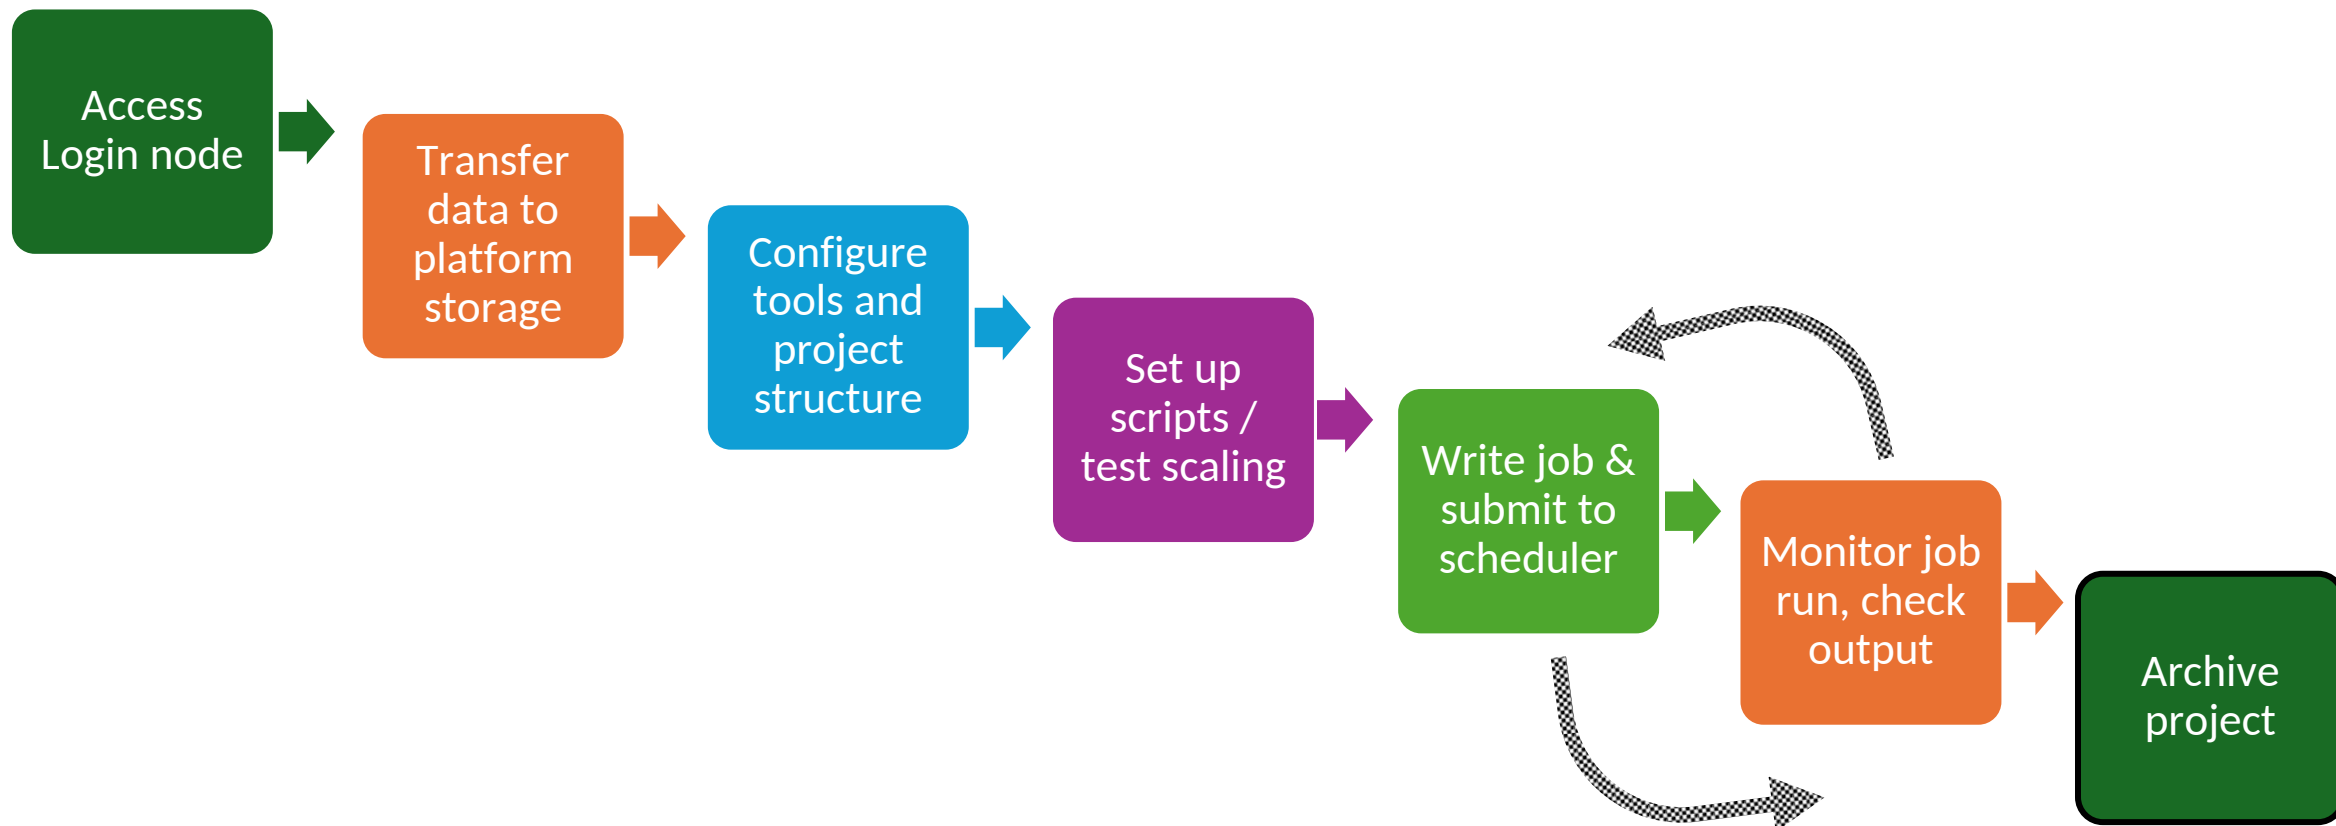 Access
Login node
Transfer
data to
platform
storage
Configure
tools and
project
structure
Set up
scripts /
test scaling
Write job &
submit to
scheduler
Monitor job
run, check
output
Archive
project